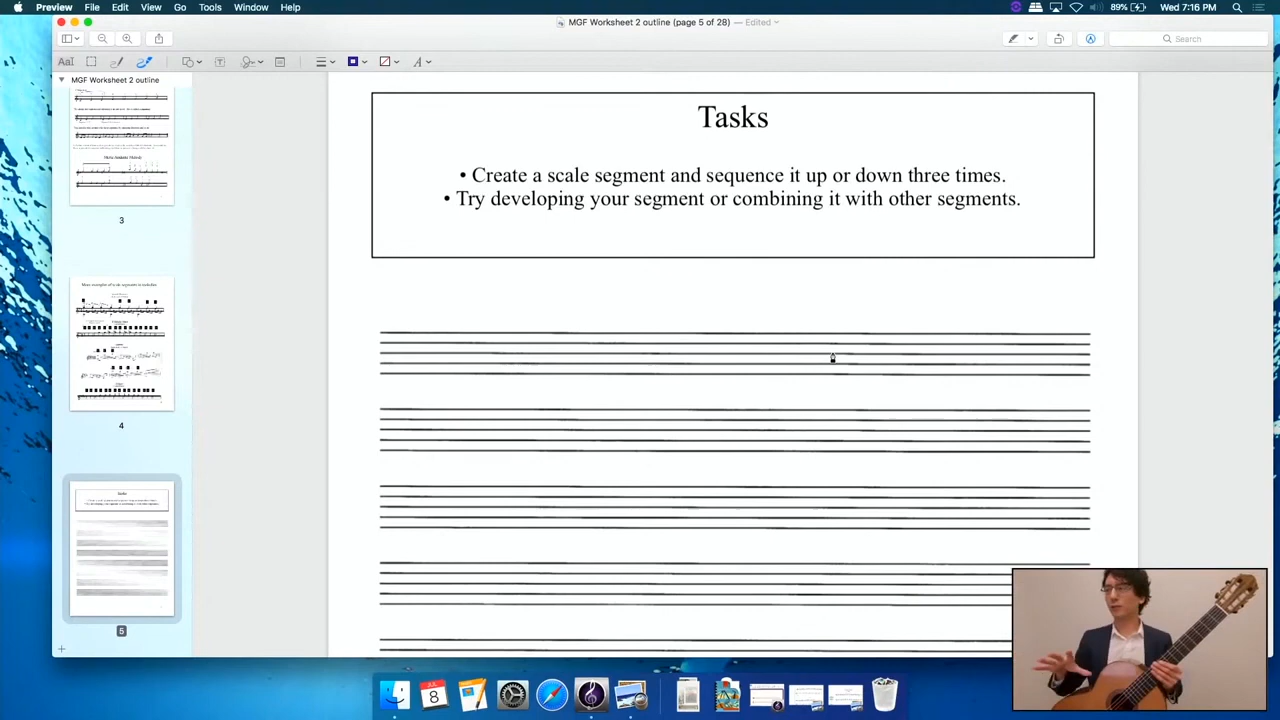 Preview File Edit View Go Tools Window Help 89% Wed 7:16 PM
MGF Worksheet 2 outline (page 5 of 28) — Edited
Search
AaI
MGF Worksheet 2 outline
3
4
5
Tasks
• Create a scale segment and sequence it up or down three times.
• Try developing your segment or combining it with other segments.
8